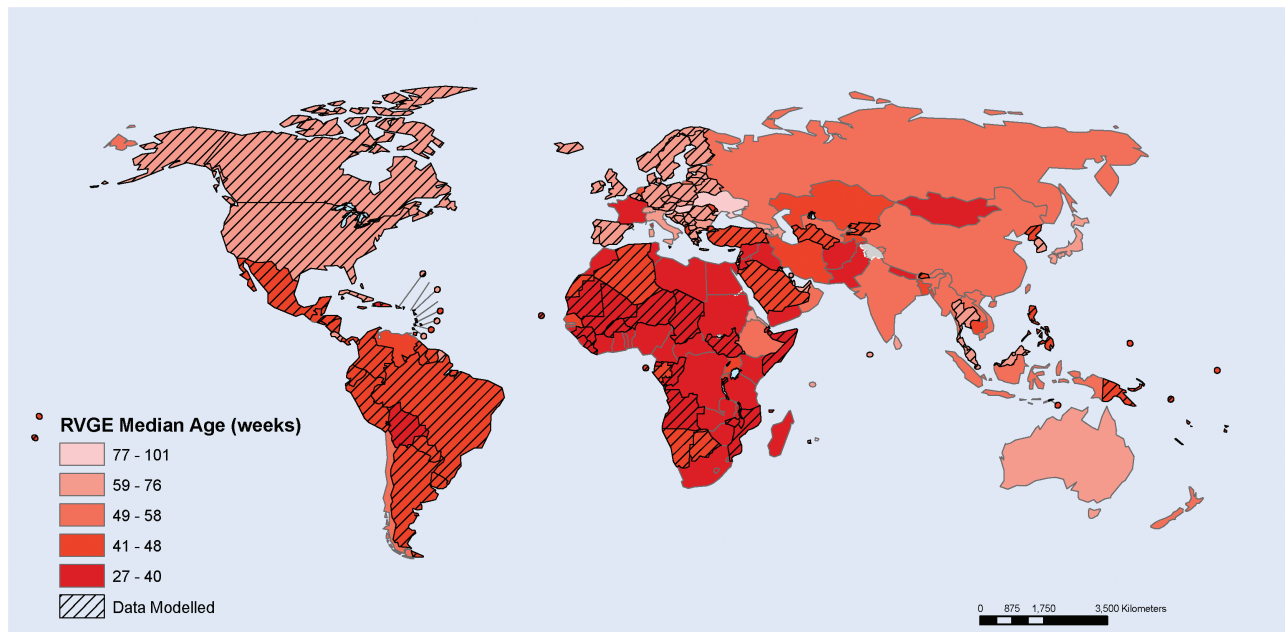 RVGE Median Age (weeks)
77 - 101
59 - 76
49 - 58
41 - 48
27 - 40
Data Modelled
0 875 1,750 3,500 Kilometers